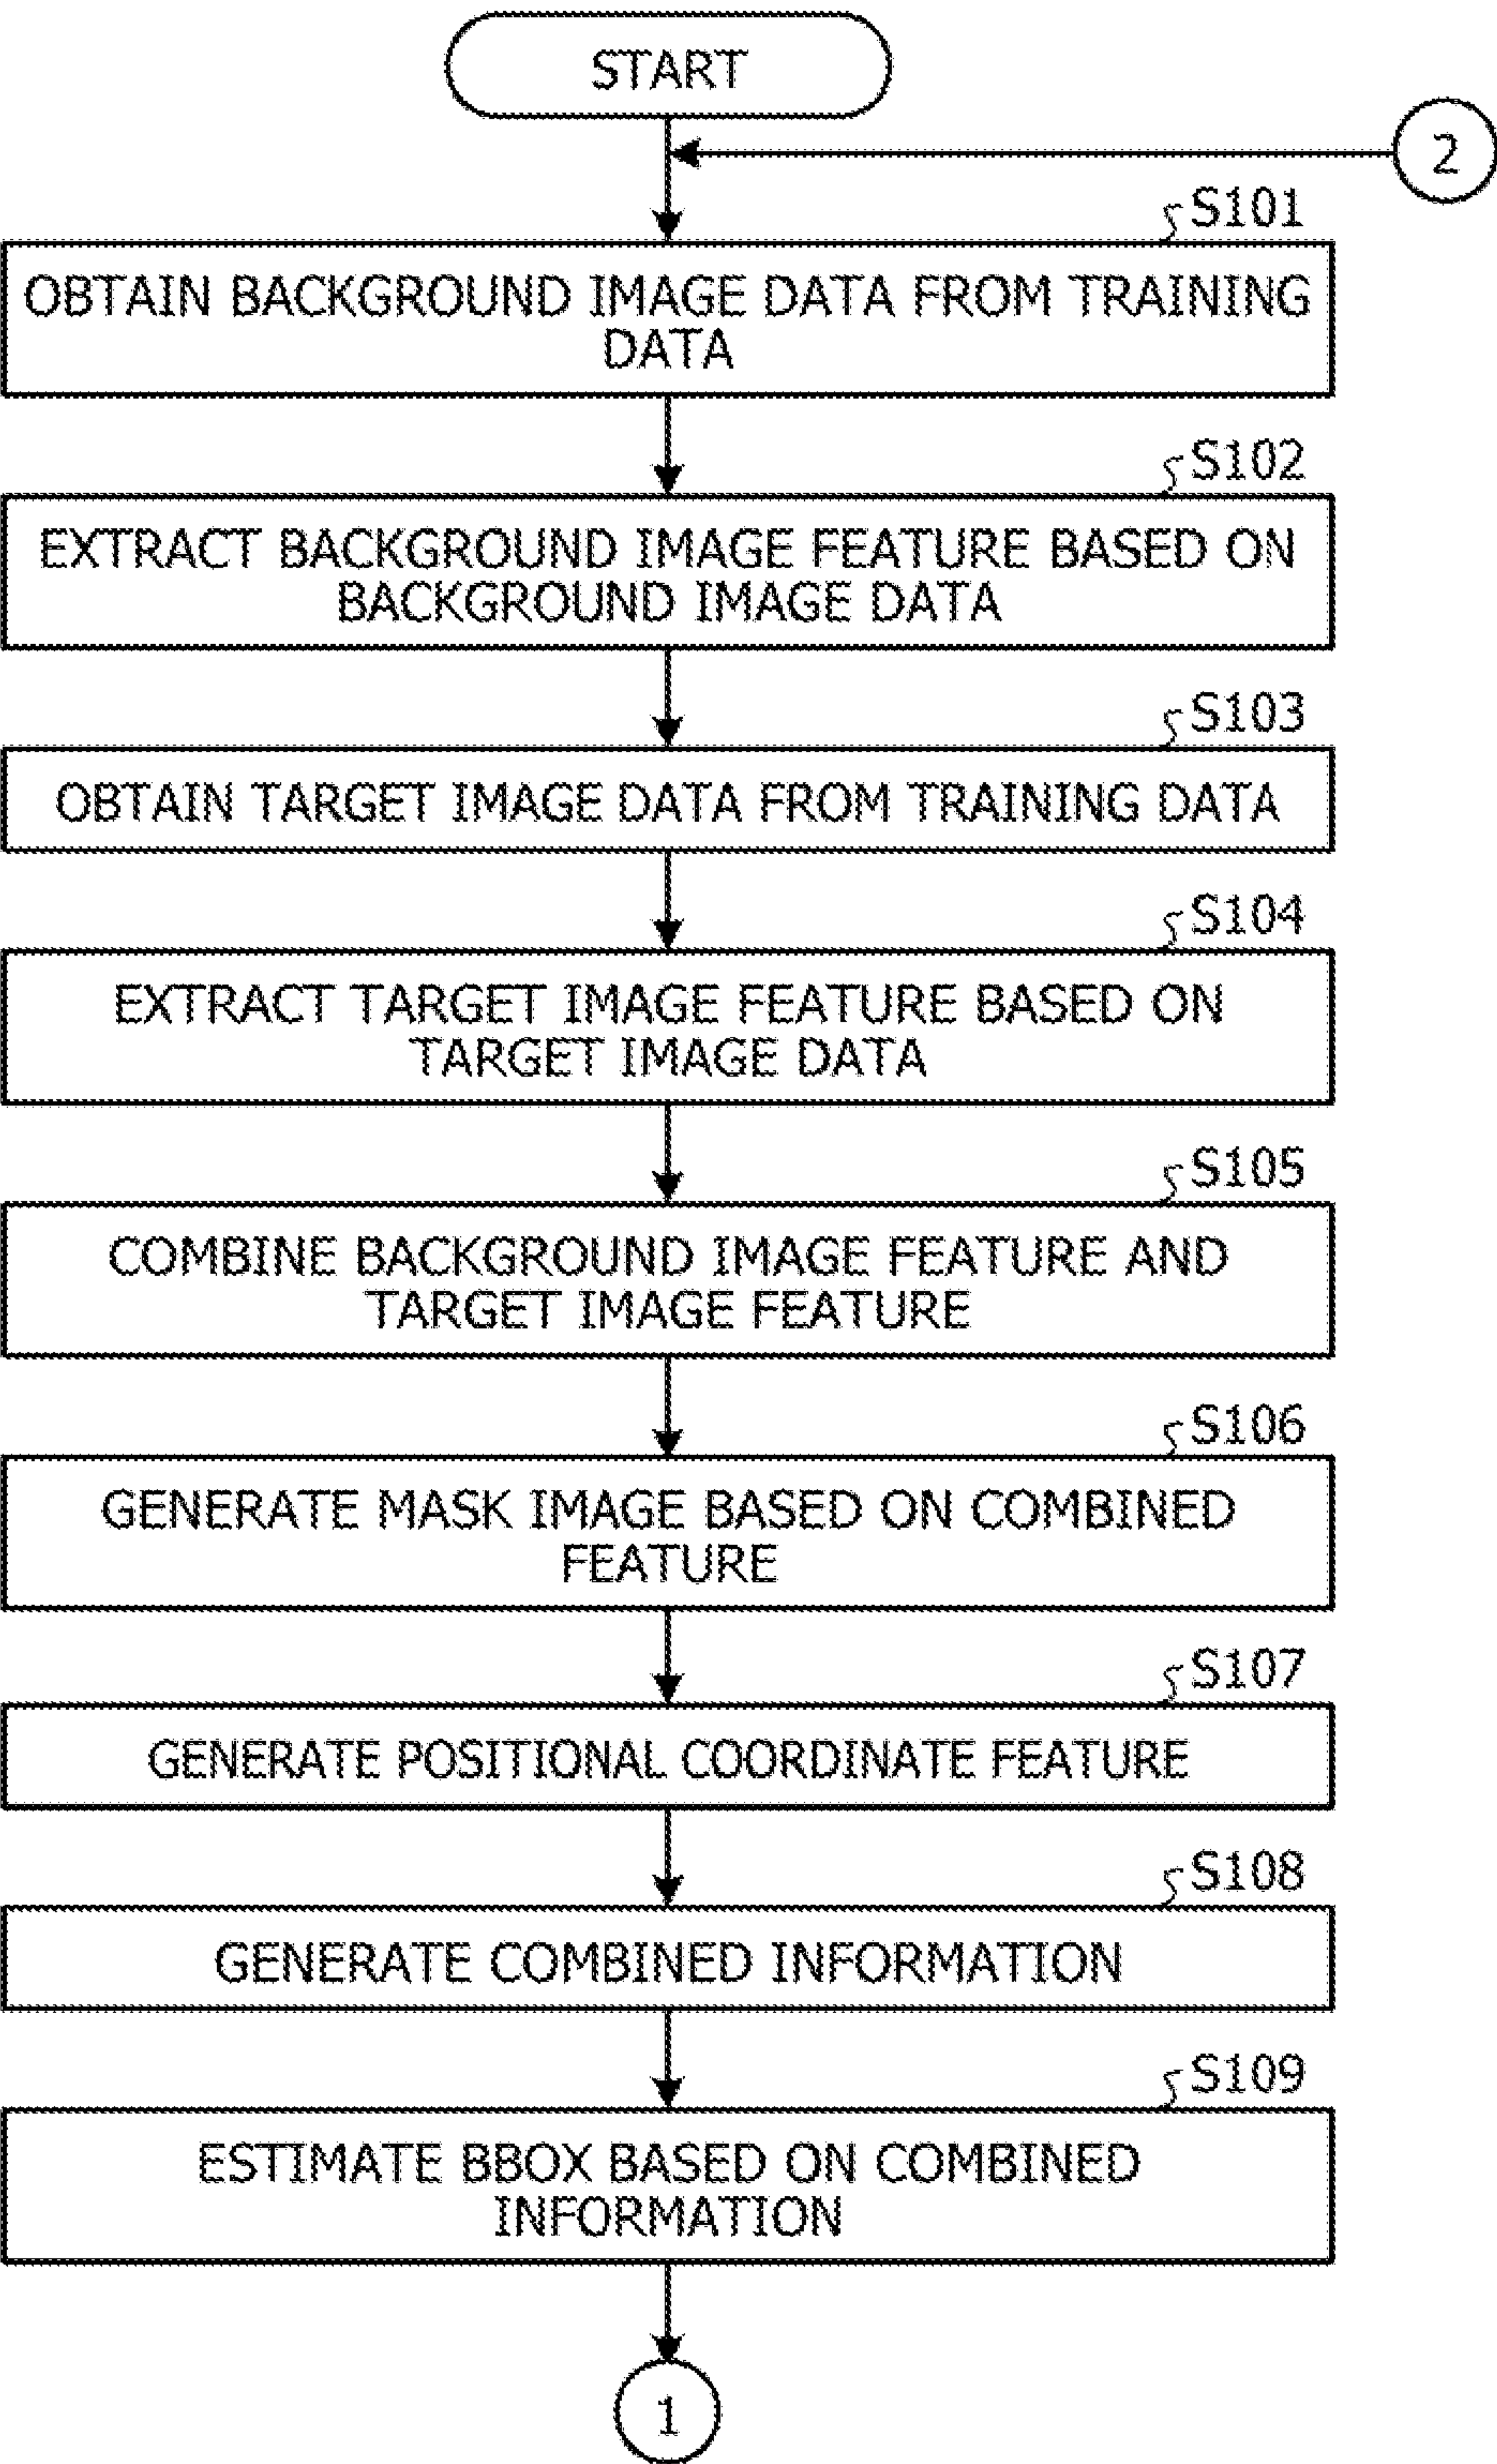 START
2
S101
OBTAIN BACKGROUND IMAGE DATA FROM TRAINING
DATA
S102
EXTRACT BACKGROUND IMAGE FEATURE BASED ON
BACKGROUND IMAGE DATA
S103
OBTAIN TARGET IMAGE DATA FROM TRAINING DATA
S104
EXTRACT TARGET IMAGE FEATURE BASED ON
TARGET IMAGE DATA
S105
COMBINE BACKGROUND IMAGE FEATURE AND
TARGET IMAGE FEATURE
S106
GENERATE MASK IMAGE BASED ON COMBINED
FEATURE
S107
GENERATE POSITIONAL COORDINATE FEATURE
S108
GENERATE COMBINED INFORMATION
S109
ESTIMATE BBOX BASED ON COMBINED
INFORMATION
1